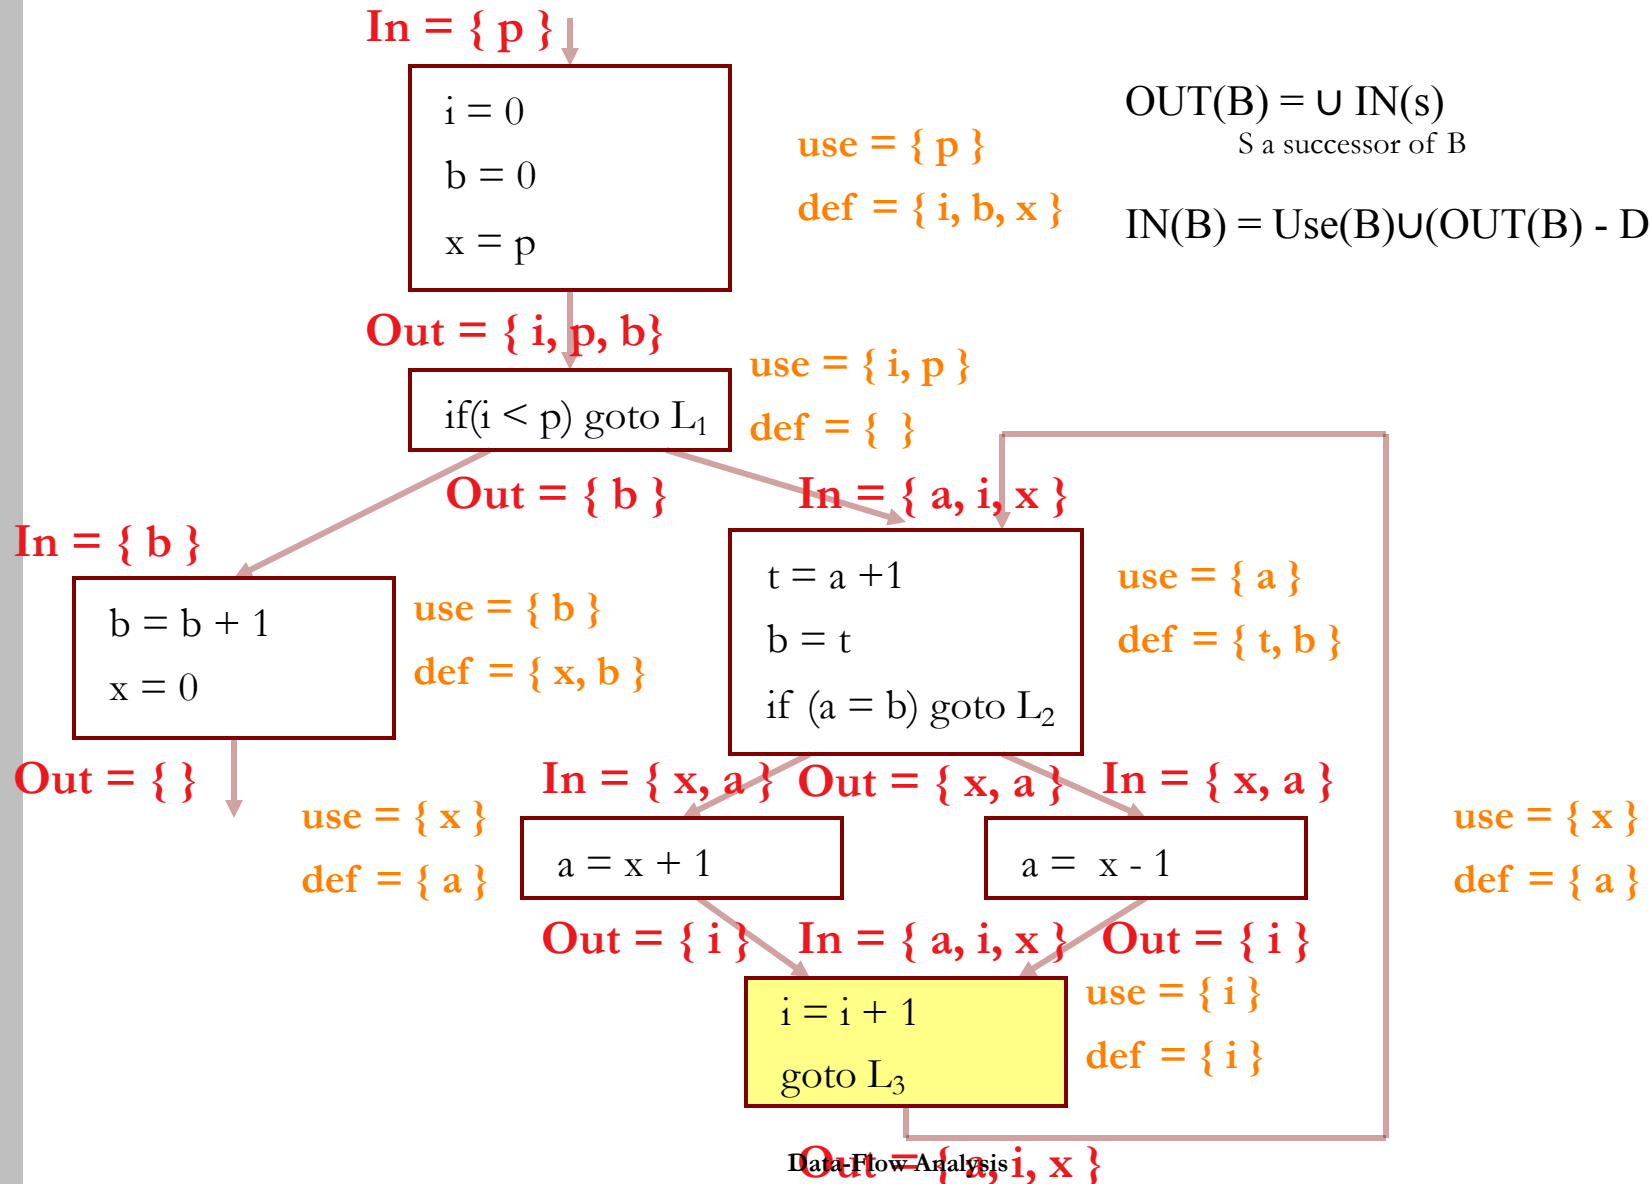 In = { p }
i = 0
b = 0
x = p
use = { p }
def = { i, b, x }
OUT(B) = ∪ IN(s)
S a successor of B
IN(B) = Use(B)∪(OUT(B) - D
Out = { i, p, b}
if(i < p) goto L₁
use = { i, p }
def = { }
Out = { b }
In = { a, i, x }
In = { b }
b = b + 1
x = 0
use = { b }
def = { x, b }
t = a +1
b = t
if (a = b) goto L₂
use = { a }
def = { t, b }
Out = { }
In = { x, a }
Out = { x, a }
In = { x, a }
use = { x }
def = { a }
a = x + 1
a = x - 1
use = { x }
def = { a }
Out = { i }
In = { a, i, x }
Out = { i }
i = i + 1
goto L₃
use = { i }
def = { i }
Out = { a, i, x }
Data-Flow Analysis